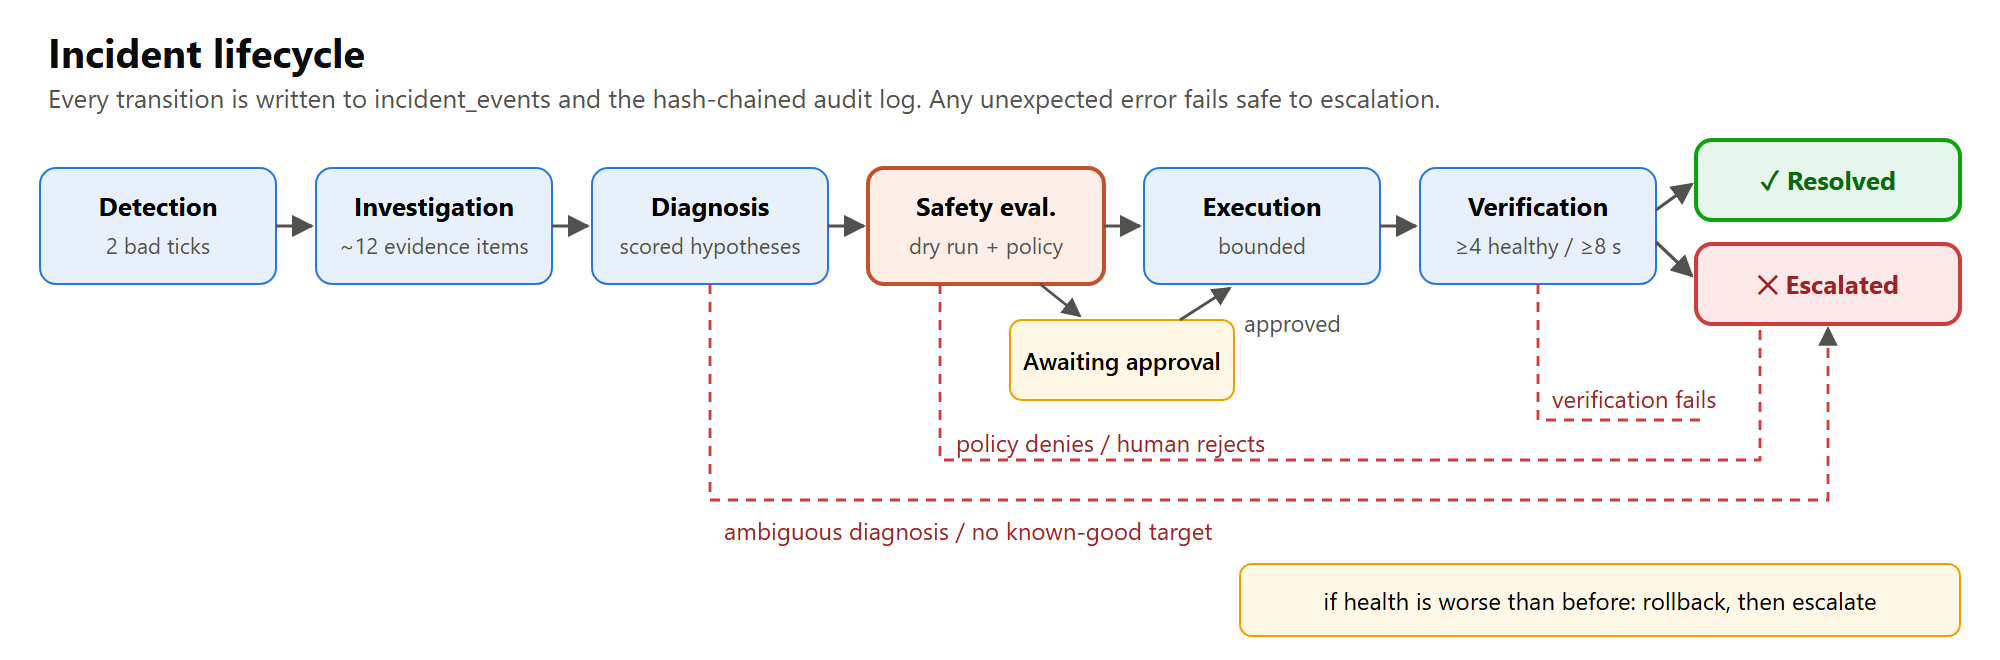 Incident lifecycle
Every transition is written to incident_events and the hash-chained audit log. Any unexpected error fails safe to escalation.
Detection
2 bad ticks
Investigation
~12 evidence items
Diagnosis
scored hypotheses
Safety eval.
dry run + policy
Execution
bounded
Verification
≥4 healthy / ≥8 s
✓ Resolved
✕ Escalated
Awaiting approval
approved
verification fails
policy denies / human rejects
ambiguous diagnosis / no known-good target
if health is worse than before: rollback, then escalate